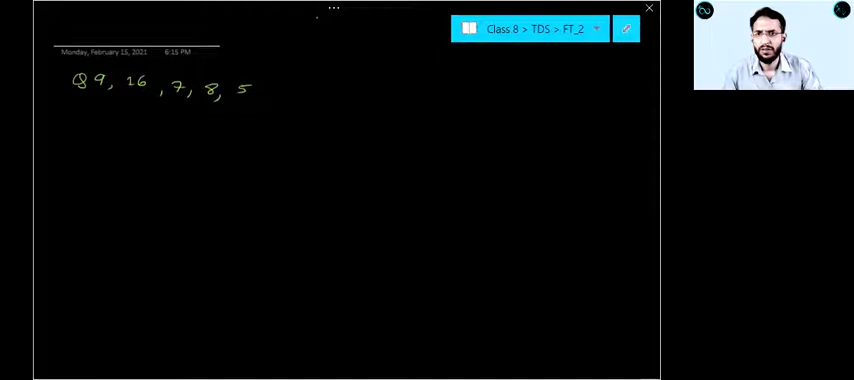 Class 8 > TDS > FT_2
Monday, February 15, 2021 6:15 PM
Q 9, 16, 7, 8, 5